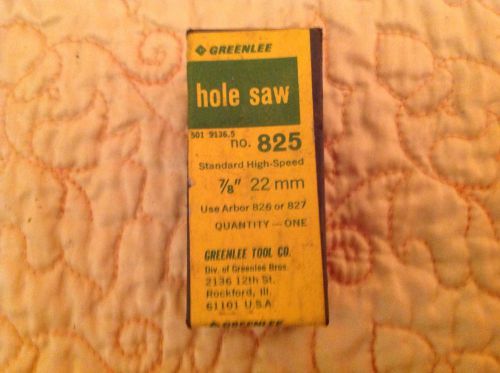 GREENLEE
hole saw
501 9136.5
no. 825
Standard High-Speed
7/8" 22 mm
Use Arbor 826 or 827
QUANTITY — ONE
GREENLEE TOOL CO.
Div. of Greenlee Bros.
2136 12th St.
Rockford, Ill.
61101 U.S.A
GREENLEE